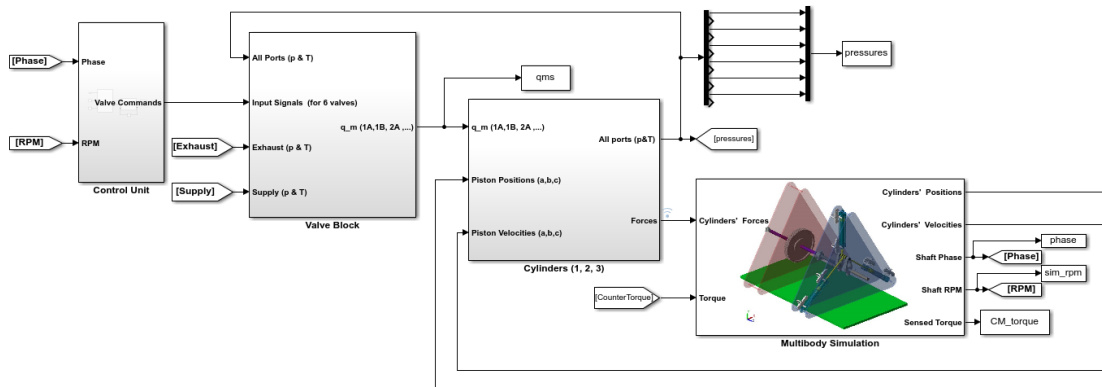 [Phase]
Phase
Valve Commands
[RPM]
RPM
Control Unit
All Ports (p & T)
Input Signals (for 6 valves)
q_m (1A,1B, 2A ,...)
[Exhaust]
Exhaust (p & T)
[Supply]
Supply (p & T)
Valve Block
qms
q_m (1A,1B, 2A ,...)
All ports (p&T)
Piston Positions (a,b,c)
Forces
Piston Velocities (a,b,c)
Cylinders (1, 2, 3)
pressures
[pressures]
Cylinders' Positions
Cylinders' Forces
Cylinders' Velocities
Shaft Phase
phase
[Phase]
sim_rpm
Shaft RPM
[RPM]
[CounterTorque]
Torque
Sensed Torque
CM_torque
Multibody Simulation